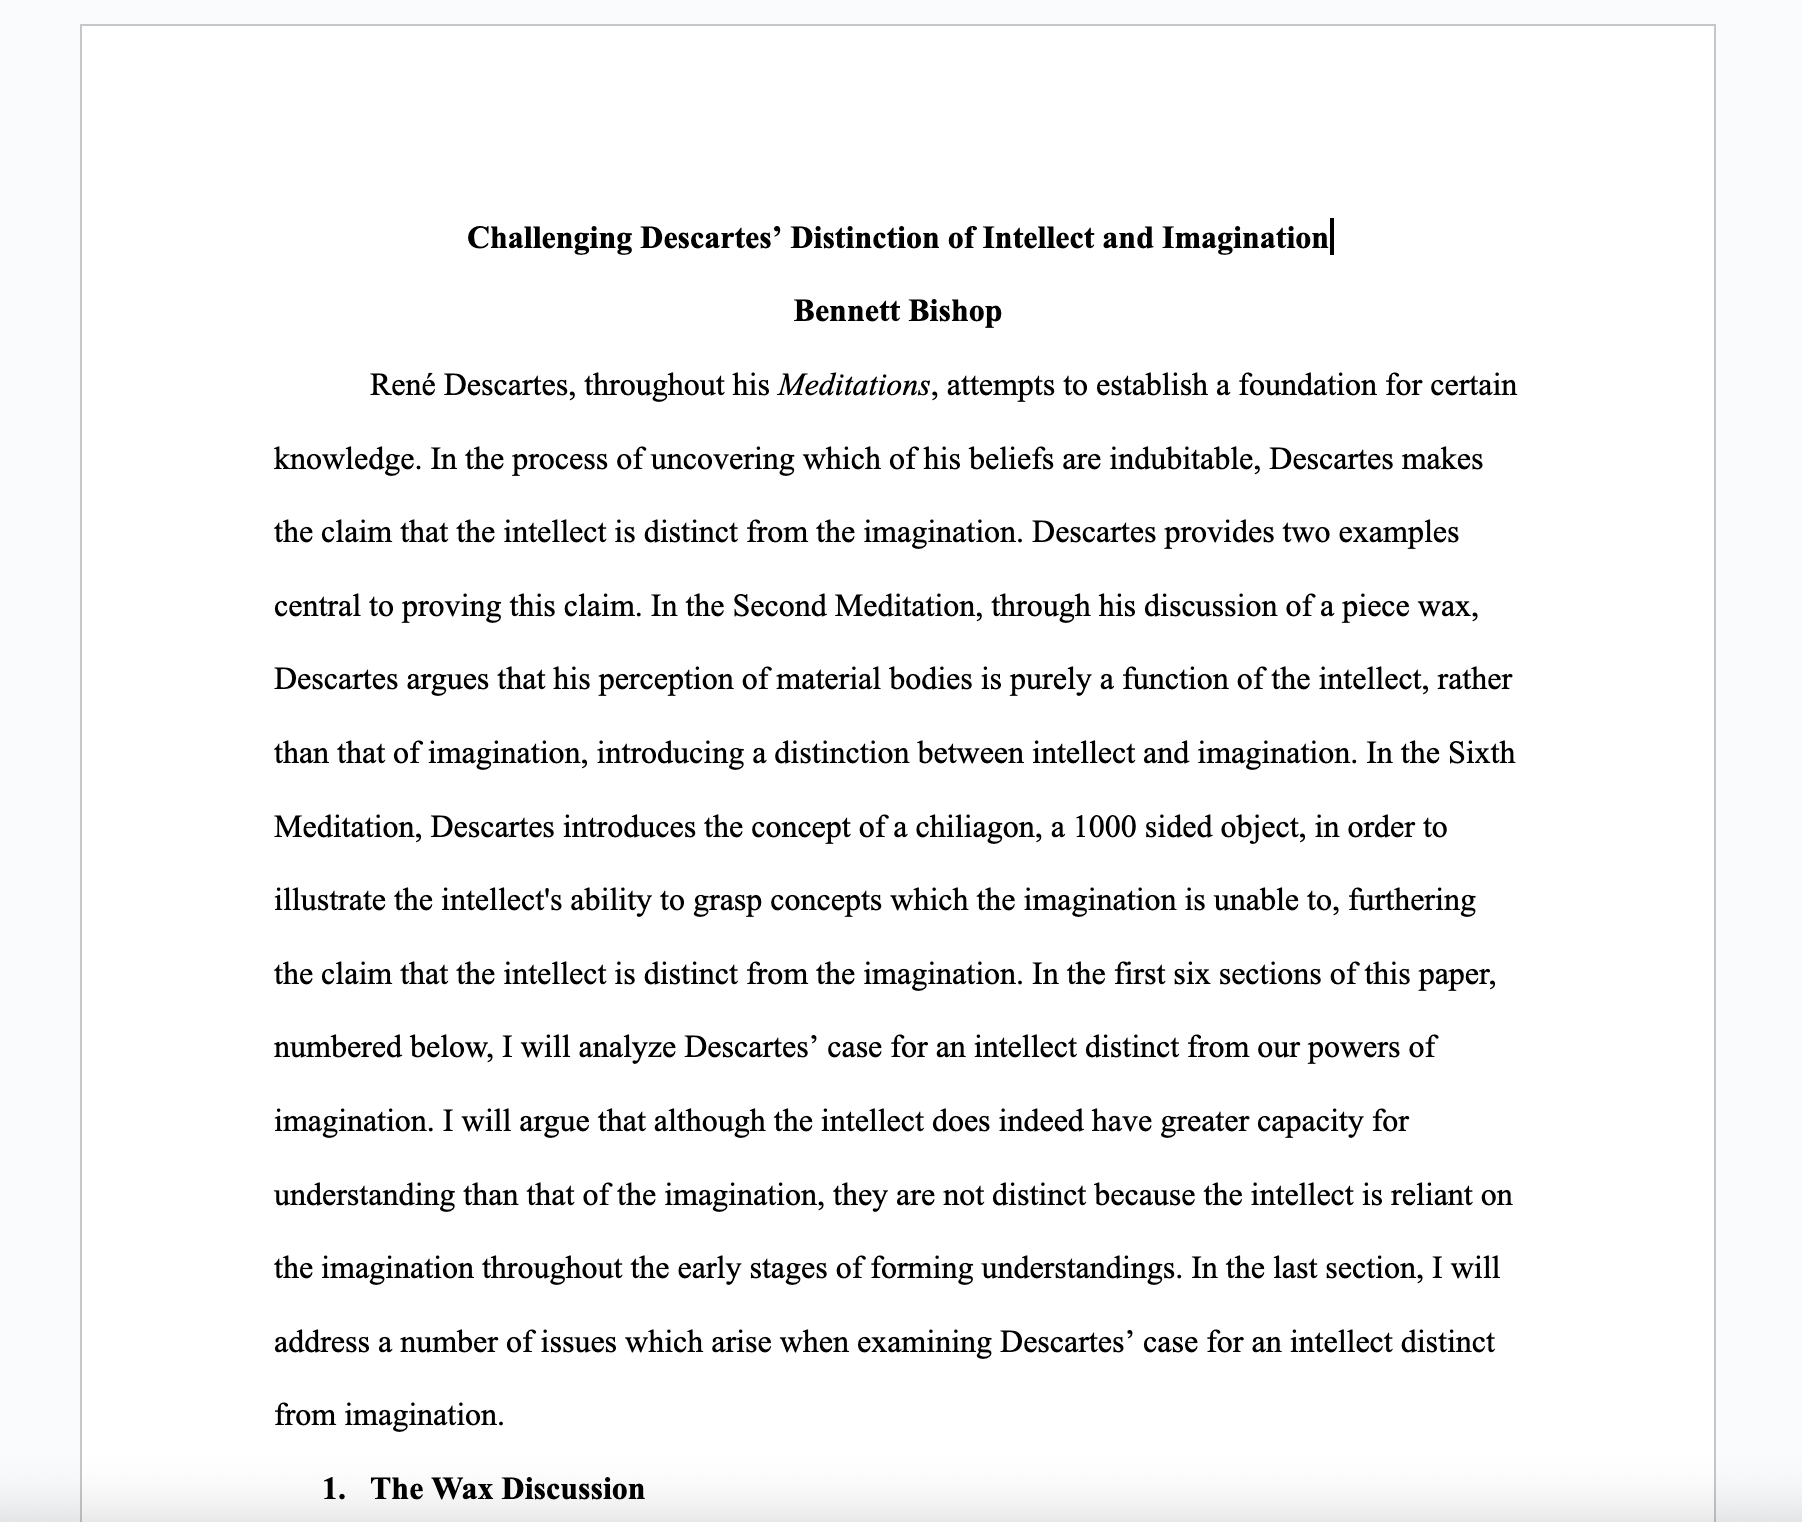 Challenging Descartes’ Distinction of Intellect and Imagination
Bennett Bishop
René Descartes, throughout his Meditations, attempts to establish a foundation for certain
knowledge. In the process of uncovering which of his beliefs are indubitable, Descartes makes
the claim that the intellect is distinct from the imagination. Descartes provides two examples
central to proving this claim. In the Second Meditation, through his discussion of a piece wax,
Descartes argues that his perception of material bodies is purely a function of the intellect, rather
than that of imagination, introducing a distinction between intellect and imagination. In the Sixth
Meditation, Descartes introduces the concept of a chiliagon, a 1000 sided object, in order to
illustrate the intellect's ability to grasp concepts which the imagination is unable to, furthering
the claim that the intellect is distinct from the imagination. In the first six sections of this paper,
numbered below, I will analyze Descartes’ case for an intellect distinct from our powers of
imagination. I will argue that although the intellect does indeed have greater capacity for
understanding than that of the imagination, they are not distinct because the intellect is reliant on
the imagination throughout the early stages of forming understandings. In the last section, I will
address a number of issues which arise when examining Descartes’ case for an intellect distinct
from imagination.
1. The Wax Discussion